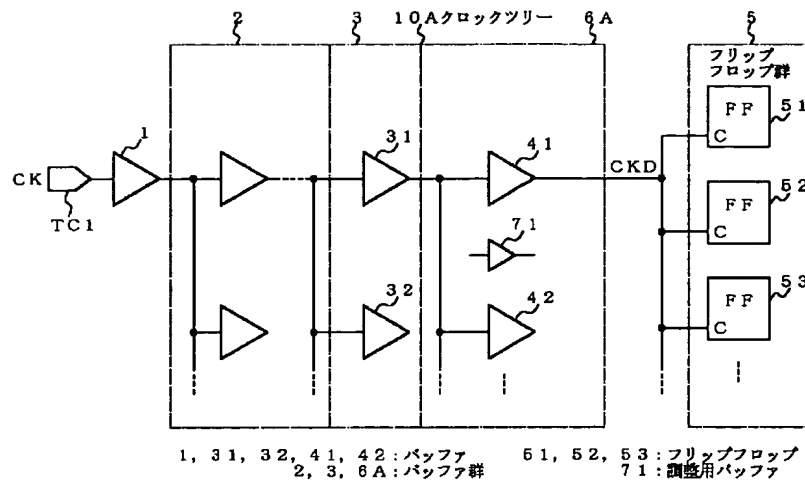 2
3
10Aクロックツリー
6A
5
フリップ
フロップ群
FF
C
51
1
31
41
CKD
CK
TC1
FF
C
52
71
32
42
FF
C
53
1, 31, 32, 41, 42：バッファ
2, 3, 6A：バッファ群
51, 52, 53：フリップフロップ
71：調整用バッファ